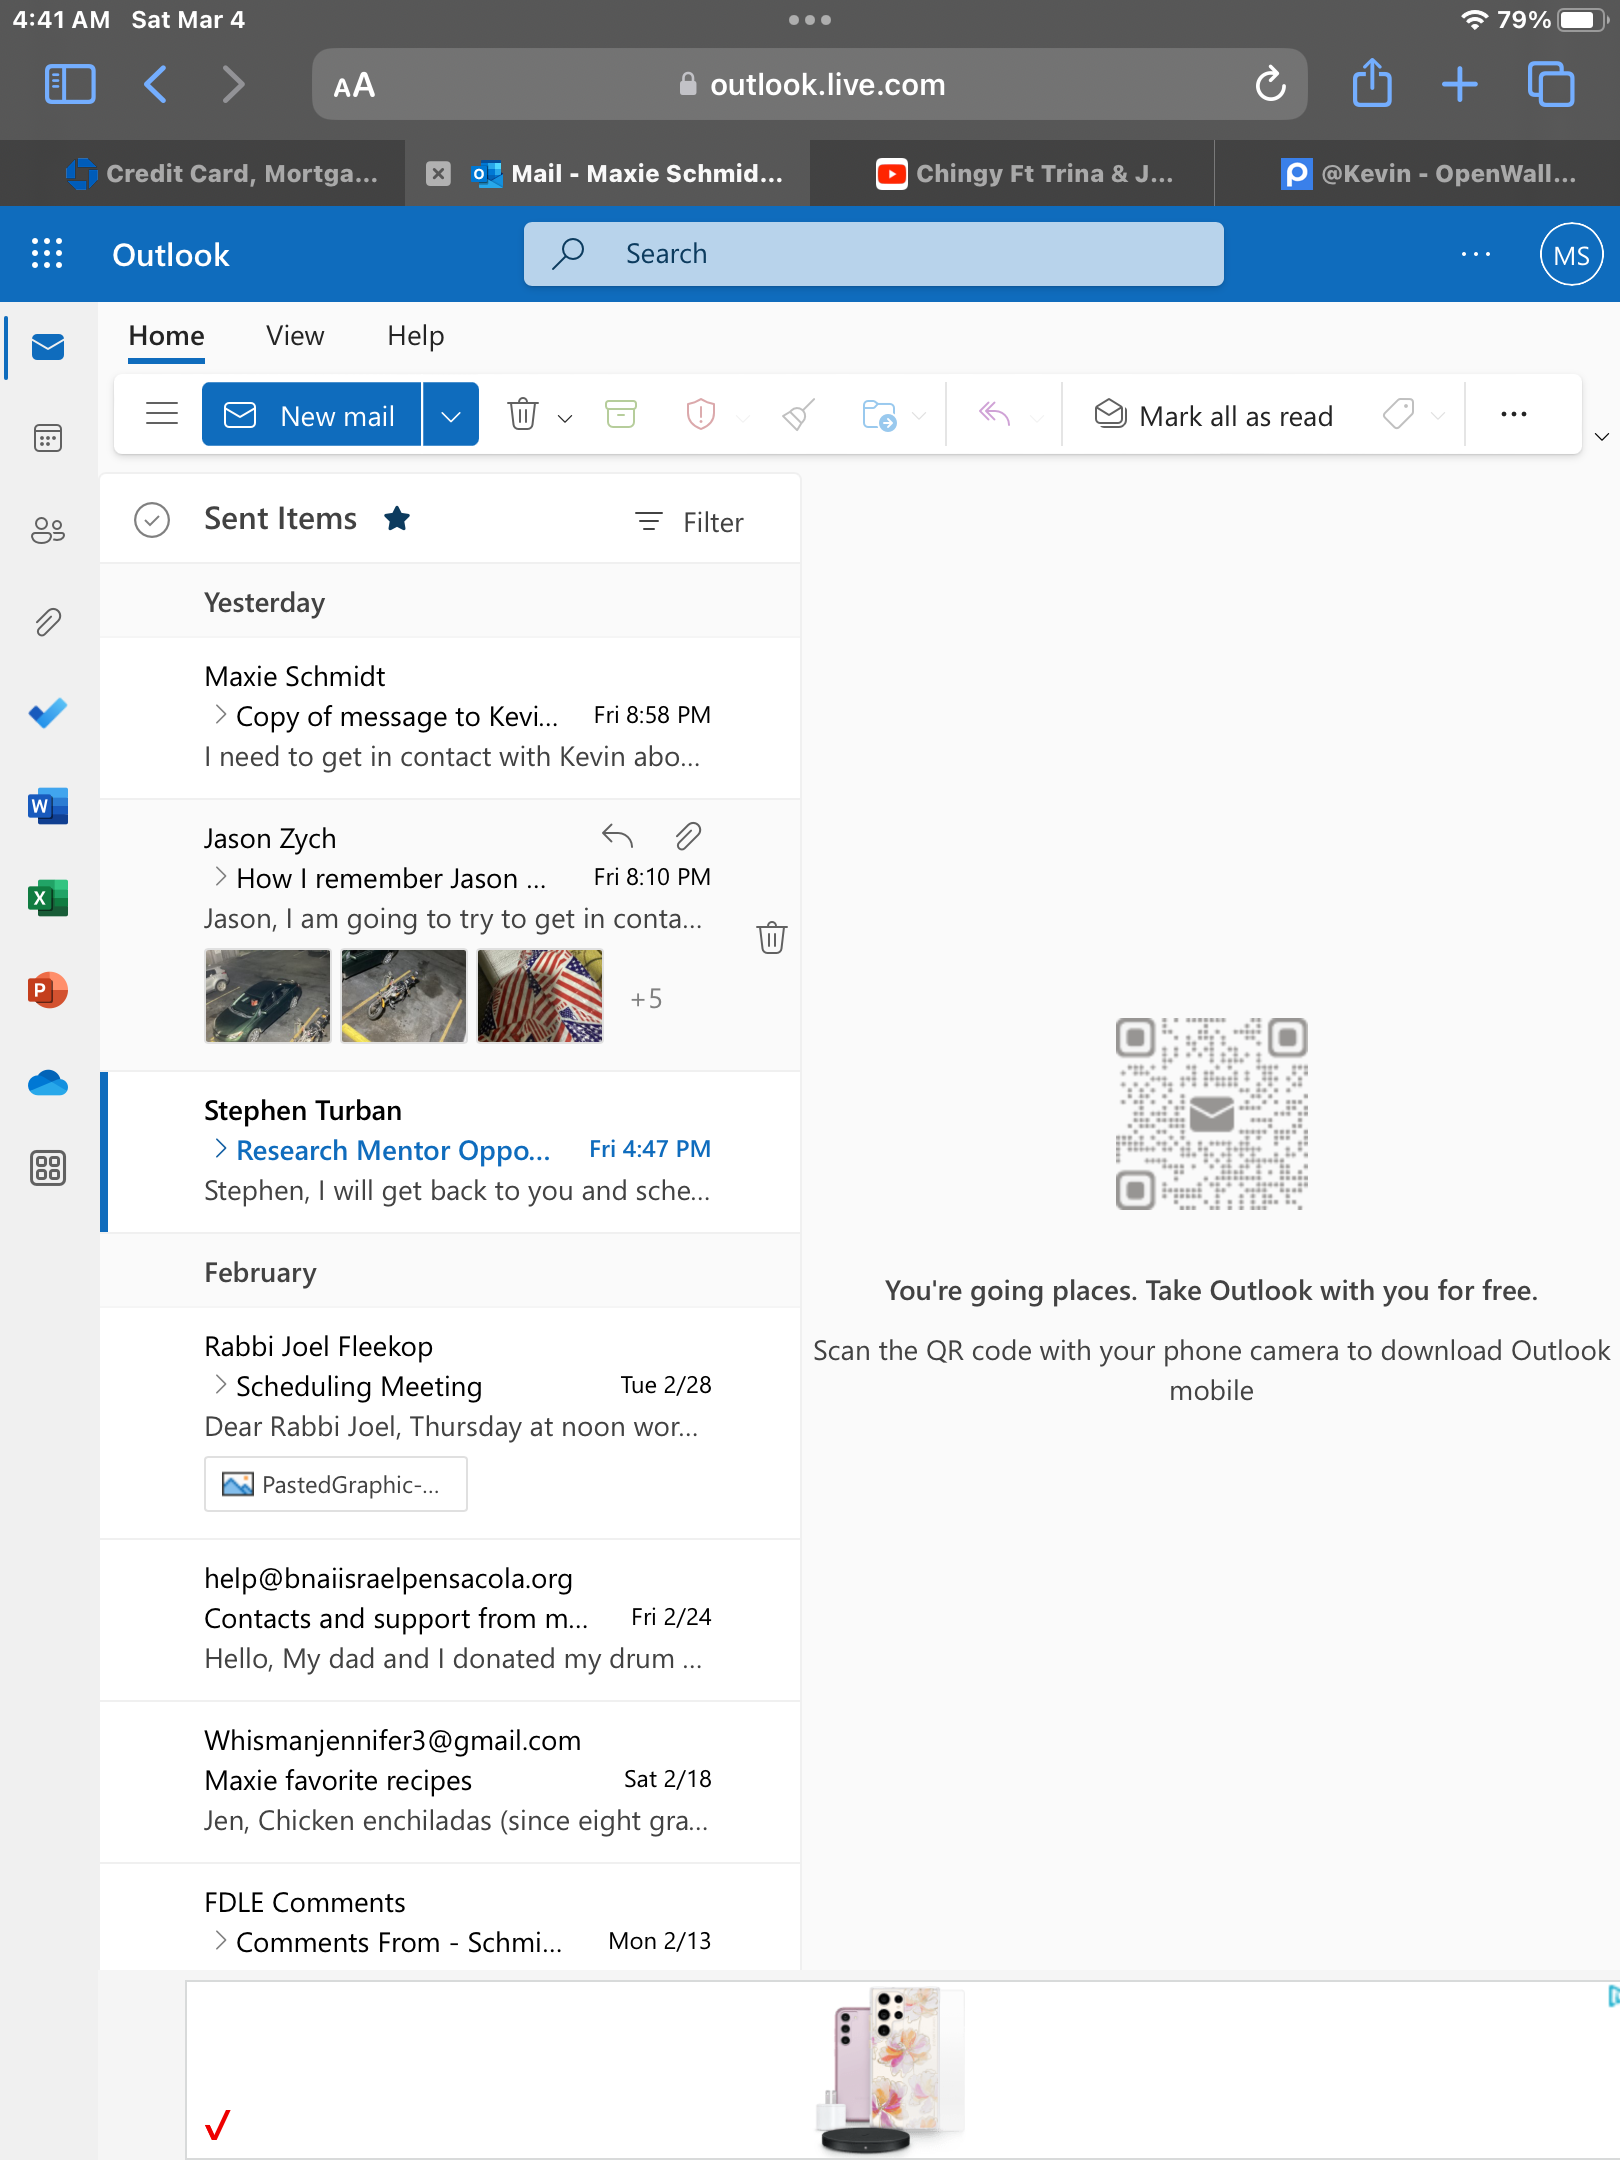 4:41 AM Sat Mar 4
79%
AA outlook.live.com
Credit Card, Mortga...
Mail - Maxie Schmid...
Chingy Ft Trina & J...
@Kevin - OpenWall...
Outlook
Search
MS
Home View Help
New mail
Mark all as read
Sent Items
Filter
Yesterday
Maxie Schmidt
Copy of message to Kevi... Fri 8:58 PM
I need to get in contact with Kevin abo...
Jason Zych
How I remember Jason ... Fri 8:10 PM
Jason, I am going to try to get in conta...
+5
Stephen Turban
Research Mentor Oppo... Fri 4:47 PM
Stephen, I will get back to you and sche...
February
Rabbi Joel Fleekop
Scheduling Meeting Tue 2/28
Dear Rabbi Joel, Thursday at noon wor...
PastedGraphic-...
help@bnaiisraelpensacola.org
Contacts and support from m... Fri 2/24
Hello, My dad and I donated my drum ...
Whismanjennifer3@gmail.com
Maxie favorite recipes Sat 2/18
Jen, Chicken enchiladas (since eight gra...
FDLE Comments
Comments From - Schmi... Mon 2/13
You're going places. Take Outlook with you for free.
Scan the QR code with your phone camera to download Outlook
mobile